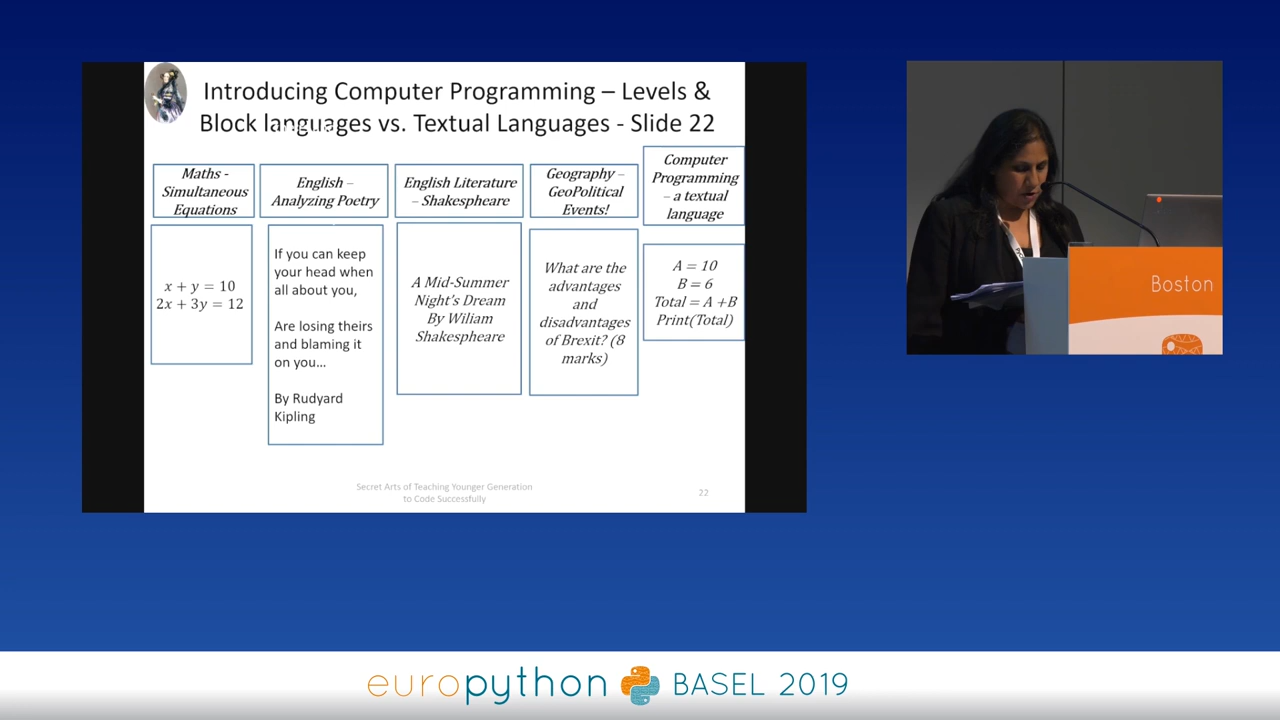 Introducing Computer Programming – Levels &
Block languages vs. Textual Languages - Slide 22
Maths -
Simultaneous
Equations
English –
Analyzing Poetry
English Literature
– Shakespheare
Geography –
GeoPolitical
Events!
Computer
Programming
– a textual
language
x + y = 10
2x + 3y = 12
If you can keep
your head when
all about you,
Are losing theirs
and blaming it
on you...
By Rudyard
Kipling
A Mid-Summer
Night's Dream
By Wiliam
Shakespheare
What are the
advantages
and
disadvantages
of Brexit? (8
marks)
A = 10
B = 6
Total = A +B
Print(Total)
Secret Arts of Teaching Younger Generation
to Code Successfully
22
Boston
europython BASEL 2019